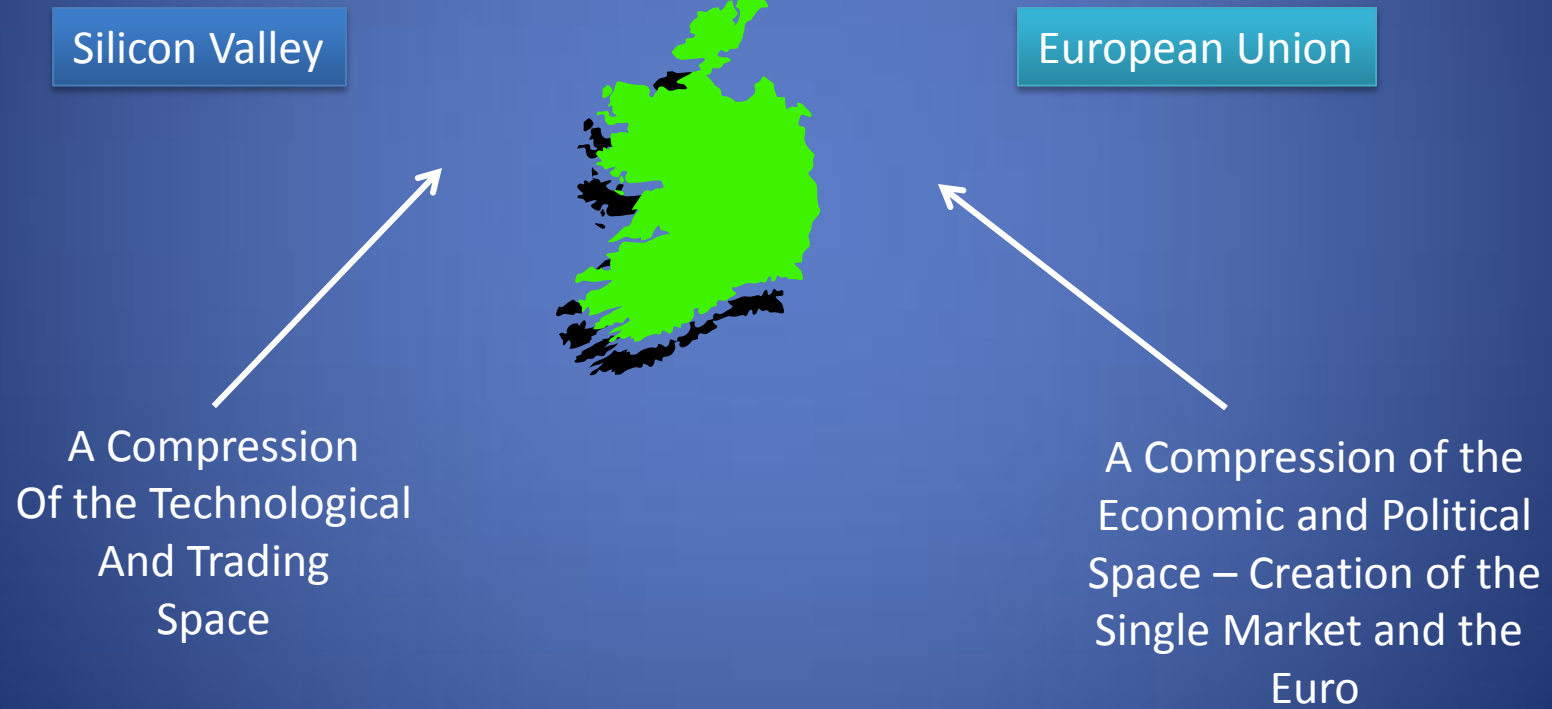 Silicon Valley
European Union
A Compression
Of the Technological
And Trading
Space
A Compression of the
Economic and Political
Space – Creation of the
Single Market and the
Euro